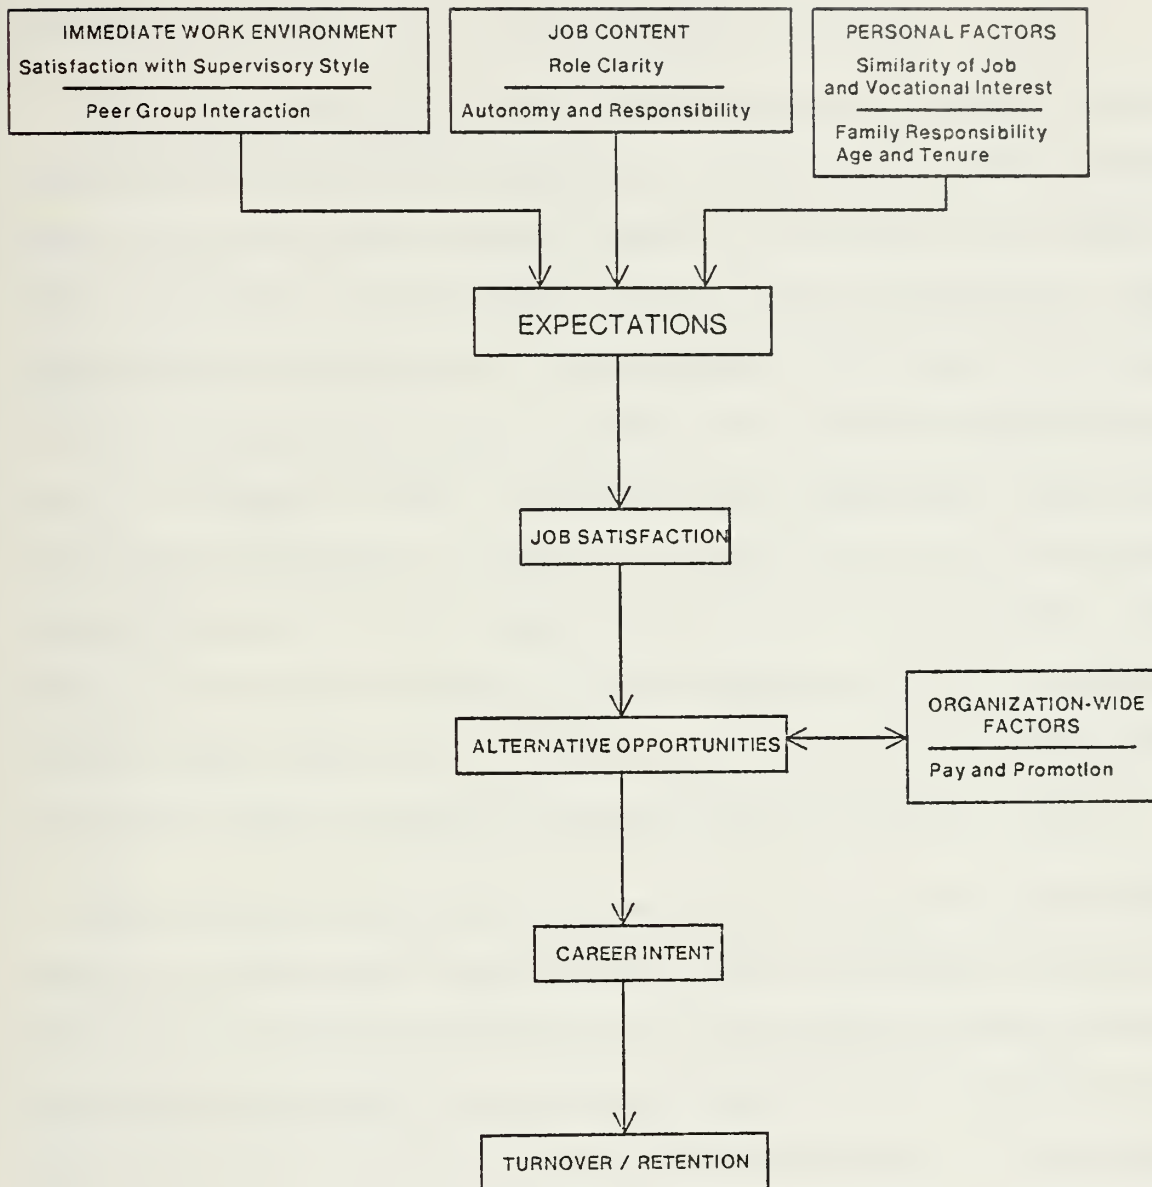 IMMEDIATE WORK ENVIRONMENT
Satisfaction with Supervisory Style
Peer Group Interaction
JOB CONTENT
Role Clarity
Autonomy and Responsibility
PERSONAL FACTORS
Similarity of Job
and Vocational Interest
Family Responsibility
Age and Tenure
EXPECTATIONS
JOB SATISFACTION
ALTERNATIVE OPPORTUNITIES
ORGANIZATION-WIDE
FACTORS
Pay and Promotion
CAREER INTENT
TURNOVER / RETENTION